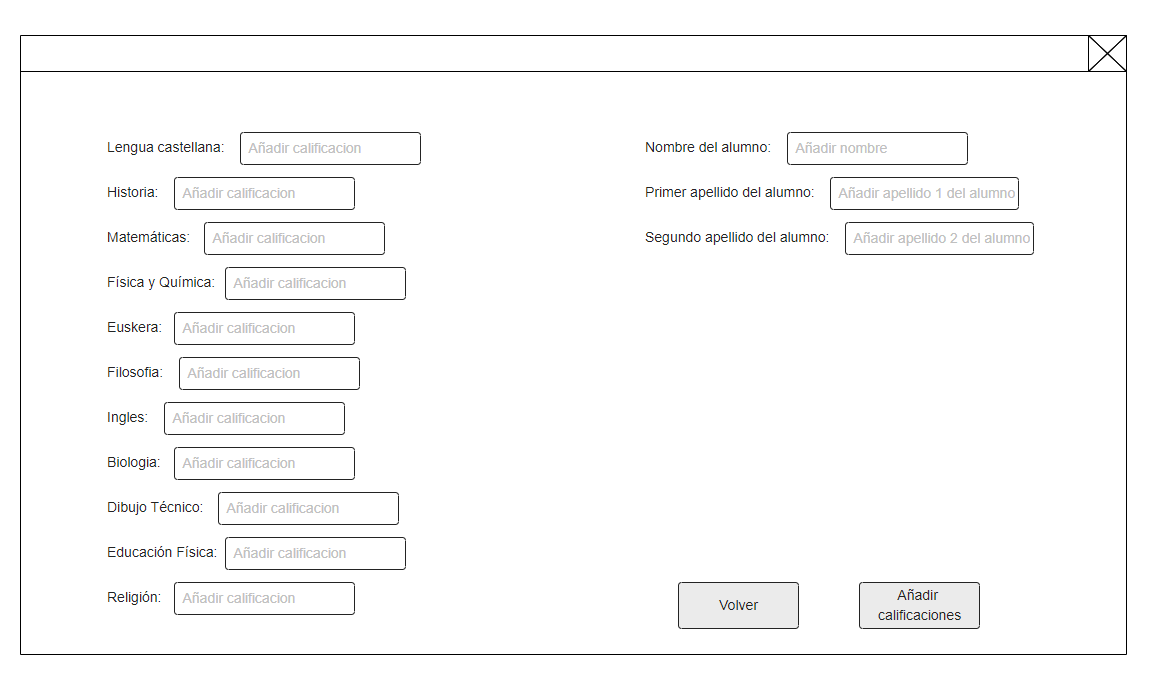 Lengua castellana: Añadir calificacion
Historia: Añadir calificacion
Matemáticas: Añadir calificacion
Física y Química: Añadir calificacion
Euskera: Añadir calificacion
Filosofia: Añadir calificacion
Ingles: Añadir calificacion
Biologia: Añadir calificacion
Dibujo Técnico: Añadir calificacion
Educación Física: Añadir calificacion
Religión: Añadir calificacion
Nombre del alumno: Añadir nombre
Primer apellido del alumno: Añadir apellido 1 del alumno
Segundo apellido del alumno: Añadir apellido 2 del alumno
Volver
Añadir
calificaciones